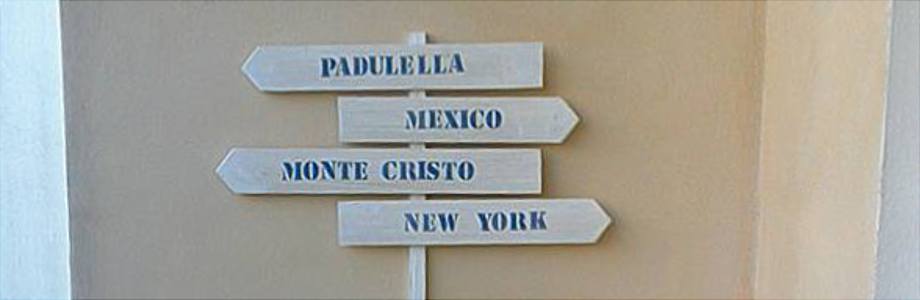 PADULELLA
MEXICO
MONTE CRISTO
NEW YORK